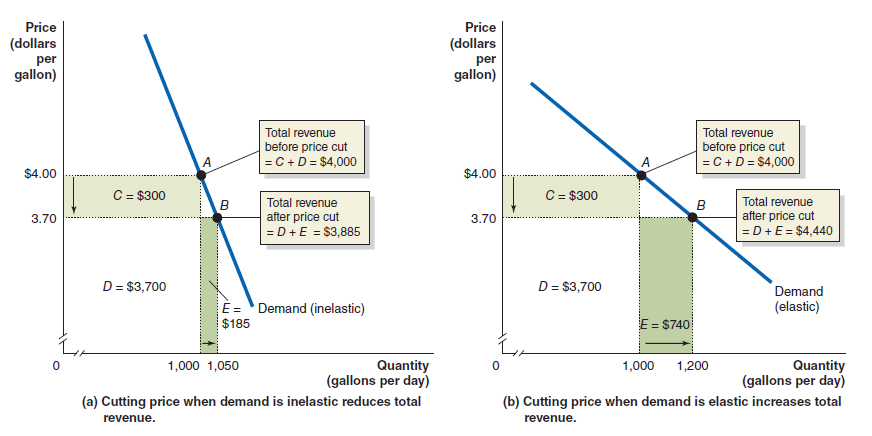 Price
(dollars
per
gallon)
$4.00
3.70
0
A
B
C = $300
D = $3,700
E =
$185
Total revenue
before price cut
= C + D = $4,000
Total revenue
after price cut
= D + E = $3,885
Demand (inelastic)
1,000 1,050
Quantity
(gallons per day)
(a) Cutting price when demand is inelastic reduces total
revenue.
Price
(dollars
per
gallon)
$4.00
3.70
0
A
B
C = $300
D = $3,700
E = $740
Total revenue
before price cut
= C + D = $4,000
Total revenue
after price cut
= D + E = $4,440
Demand
(elastic)
1,000 1,200
Quantity
(gallons per day)
(b) Cutting price when demand is elastic increases total
revenue.